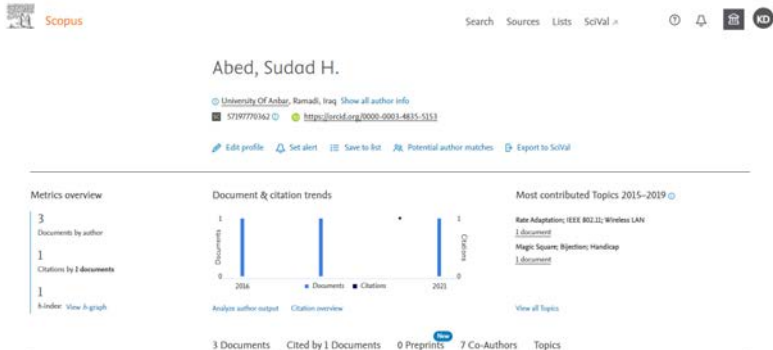 Scopus
Search Sources Lists SciVal ↗
KD
Abed, Sudad H.
University Of Anbar, Ramadi, Iraq Show all author info
57197770362 https://orcid.org/0000-0003-4835-5153
Edit profile Set alert Save to list Potential author matches Export to SciVal
Metrics overview
3
Documents by author
1
Citations by 1 documents
1
h-index: View h-graph
Document & citation trends
1
1
Documents
Citations
0
0
2016
2021
Documents Citations
Analyze author output Citation overview
Most contributed Topics 2015–2019
Rate Adaptation; IEEE 802.11; Wireless LAN
1 document
Magic Square; Bijection; Handicap
1 document
View all Topics
New
3 Documents Cited by 1 Documents 0 Preprints 7 Co-Authors Topics